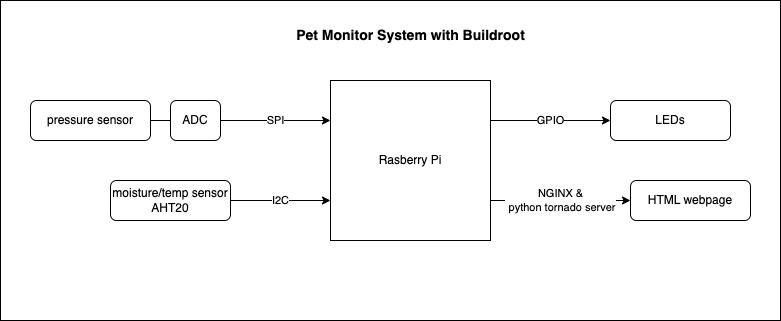 Pet Monitor System with Buildroot
pressure sensor
ADC
SPI
Rasberry Pi
GPIO
LEDs
moisture/temp sensor
AHT20
I2C
NGINX &
python tornado server
HTML webpage